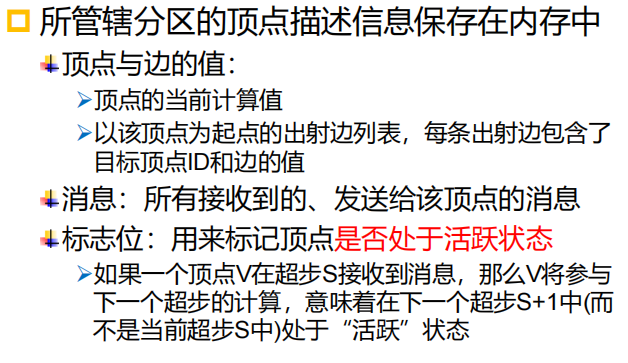 所管辖分区的顶点描述信息保存在内存中
顶点与边的值：
顶点的当前计算值
以该顶点为起点的出射边列表，每条出射边包含了
目标顶点ID和边的值
消息：所有接收到的、发送给该顶点的消息
标志位：用来标记顶点是否处于活跃状态
如果一个顶点V在超步S接收到消息，那么V将参与
下一个超步的计算，意味着在下一个超步S+1中(而
不是当前超步S中)处于“活跃”状态